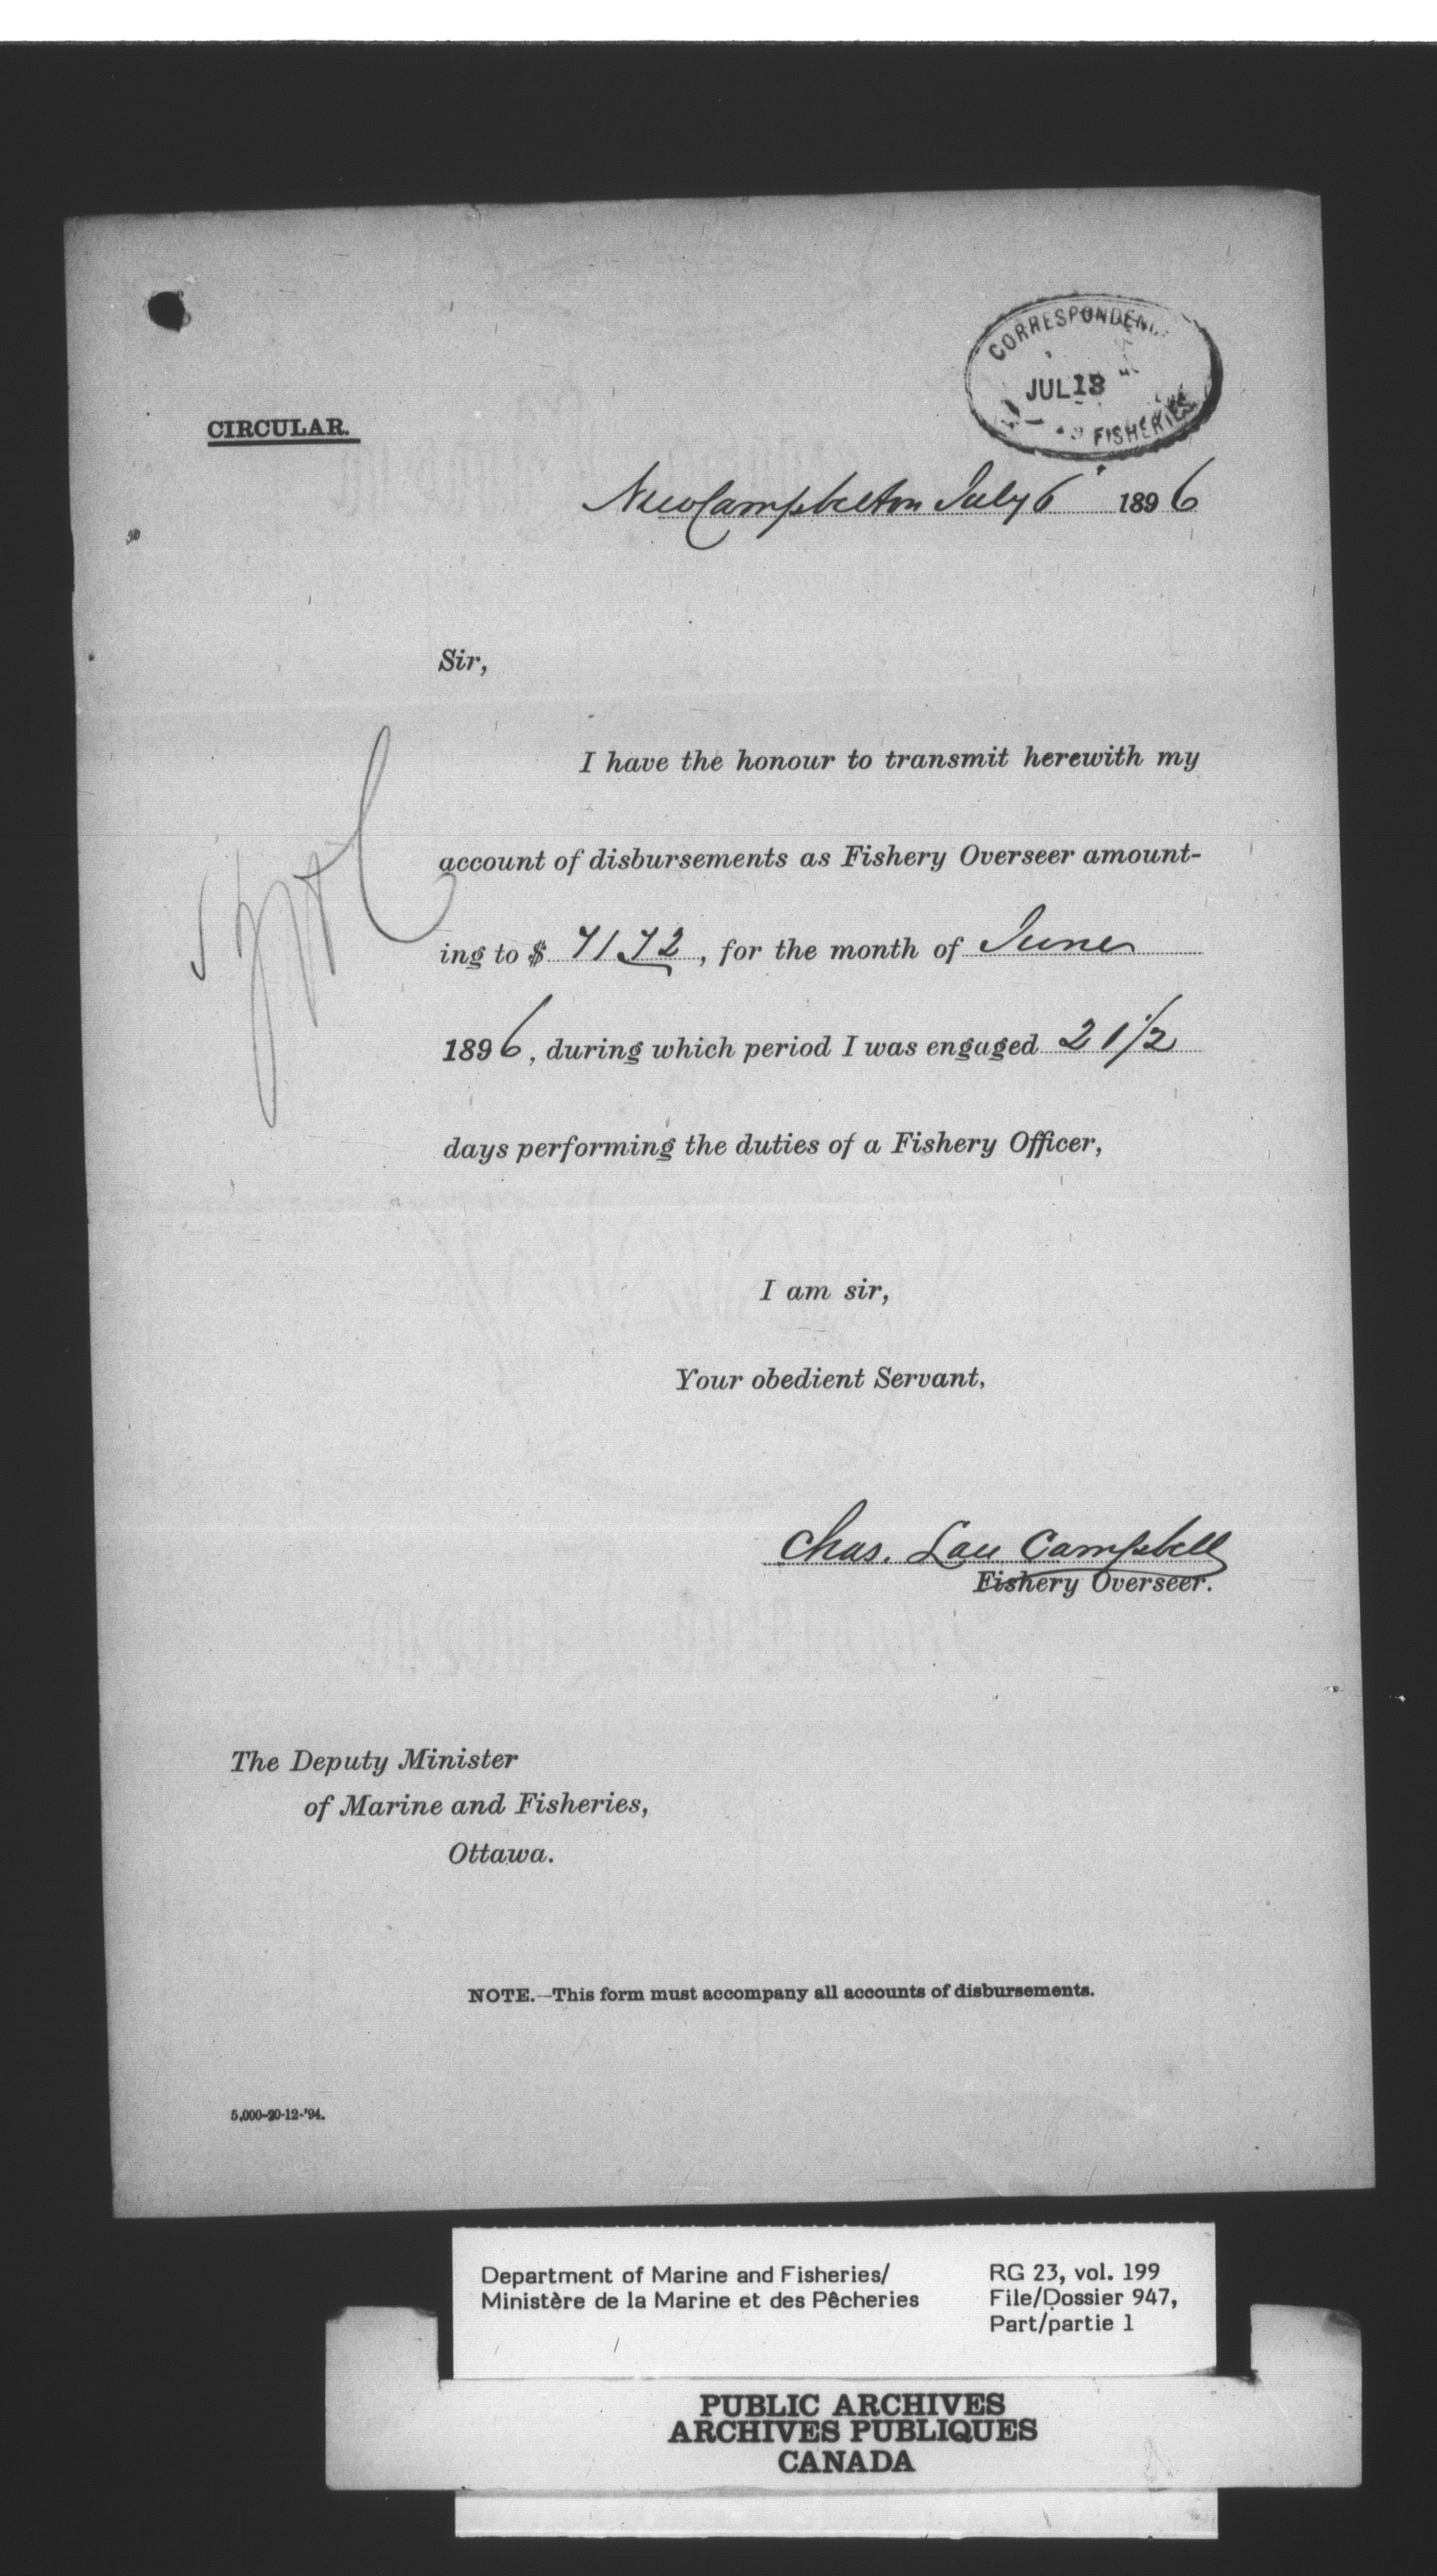 CORRESPONDENC
JUL 13
FISHERIES
CIRCULAR.
New Campbelton July 6 1896
Sir,
I have the honour to transmit herewith my
account of disbursements as Fishery Overseer amount-
ing to $ 71 72, for the month of June
1896, during which period I was engaged 21 1/2
days performing the duties of a Fishery Officer,
I am sir,
Your obedient Servant,
Chas. Campbell
Fishery Overseer.
The Deputy Minister
of Marine and Fisheries,
Ottawa.
NOTE.—This form must accompany all accounts of disbursements.
5,000-20-12-'94.
Department of Marine and Fisheries/
Ministère de la Marine et des Pêcheries
RG 23, vol. 199
File/Dossier 947,
Part/partie 1
PUBLIC ARCHIVES
ARCHIVES PUBLIQUES
CANADA